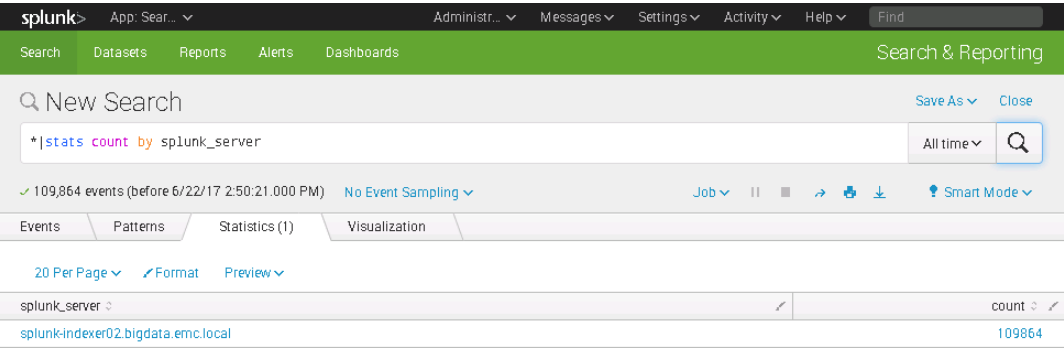 splunk> App: Sear... Administr... Messages Settings Activity Help Find
Search Datasets Reports Alerts Dashboards Search & Reporting
New Search Save As Close
*|stats count by splunk_server All time
109,864 events (before 6/22/17 2:50:21.000 PM) No Event Sampling Job Smart Mode
Events Patterns Statistics (1) Visualization
20 Per Page Format Preview
splunk_server count
splunk-indexer02.bigdata.emc.local 109864